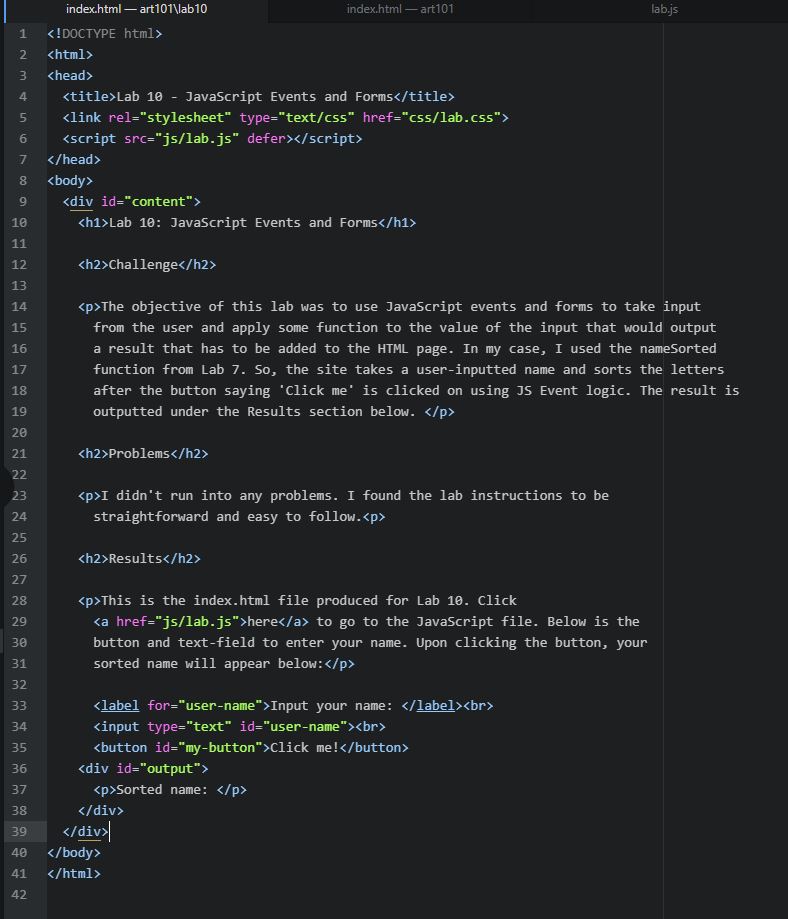 index.html — art101\lab10 index.html — art101 lab.js
1 <!DOCTYPE html>
2 <html>
3 <head>
4   <title>Lab 10 - JavaScript Events and Forms</title>
5   <link rel="stylesheet" type="text/css" href="css/lab.css">
6   <script src="js/lab.js" defer></script>
7 </head>
8 <body>
9   <div id="content">
10     <h1>Lab 10: JavaScript Events and Forms</h1>
11
12     <h2>Challenge</h2>
13
14     <p>The objective of this lab was to use JavaScript events and forms to take input
15       from the user and apply some function to the value of the input that would output
16       a result that has to be added to the HTML page. In my case, I used the nameSorted
17       function from Lab 7. So, the site takes a user-inputted name and sorts the letters
18       after the button saying 'Click me' is clicked on using JS Event logic. The result is
19       outputted under the Results section below. </p>
20
21     <h2>Problems</h2>
22
23     <p>I didn't run into any problems. I found the lab instructions to be
24       straightforward and easy to follow.<p>
25
26     <h2>Results</h2>
27
28     <p>This is the index.html file produced for Lab 10. Click
29       <a href="js/lab.js">here</a> to go to the JavaScript file. Below is the
30       button and text-field to enter your name. Upon clicking the button, your
31       sorted name will appear below:</p>
32
33       <label for="user-name">Input your name: </label><br>
34       <input type="text" id="user-name"><br>
35       <button id="my-button">Click me!</button>
36     <div id="output">
37       <p>Sorted name: </p>
38     </div>
39   </div>
40 </body>
41 </html>
42